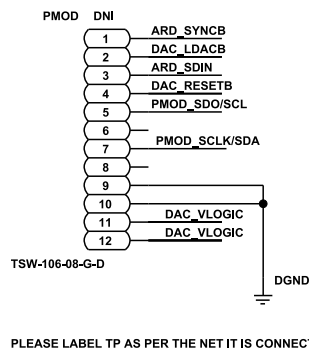 PMOD DNI
1 ARD_SYNCB
2 DAC_LDACB
3 ARD_SDIN
4 DAC_RESETB
5 PMOD_SDO/SCL
6
7 PMOD_SCLK/SDA
8
9
10
11 DAC_VLOGIC
12 DAC_VLOGIC
TSW-106-08-G-D
DGND
PLEASE LABEL TP AS PER THE NET IT IS CONNECT